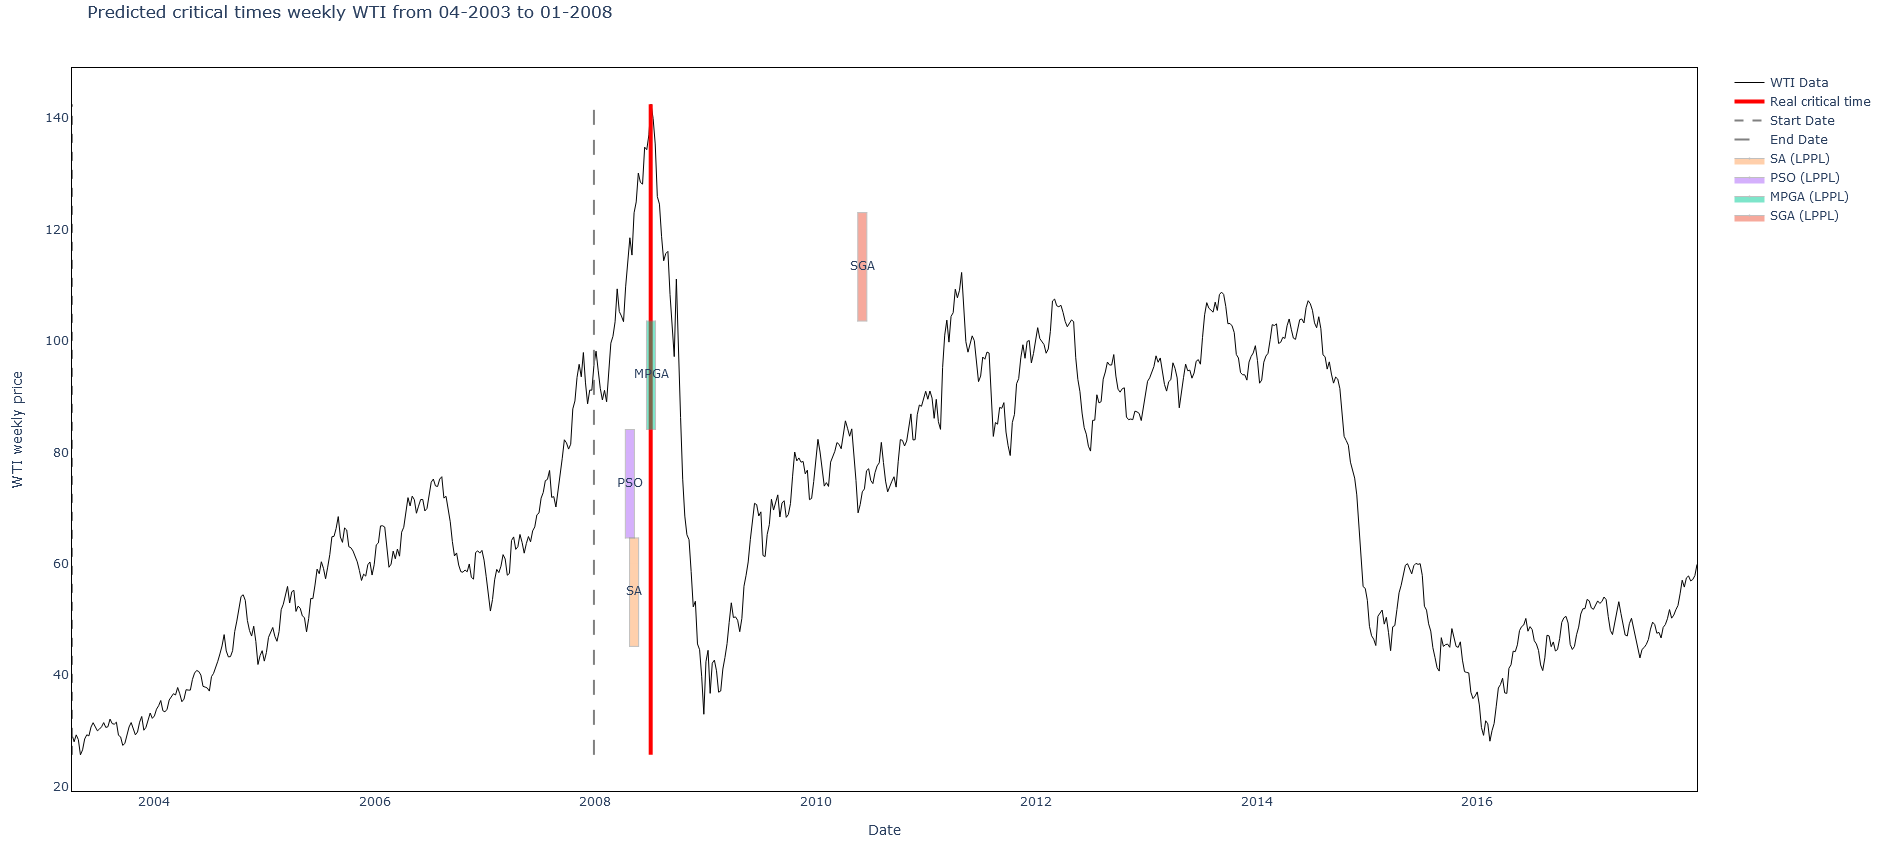 Predicted critical times weekly WTI from 04-2003 to 01-2008
WTI Data
Real critical time
Start Date
End Date
SA (LPPL)
PSO (LPPL)
MPGA (LPPL)
SGA (LPPL)
WTI weekly price
140
120
100
80
60
40
20
SGA
MPGA
PSO
SA
2004
2006
2008
2010
2012
2014
2016
Date